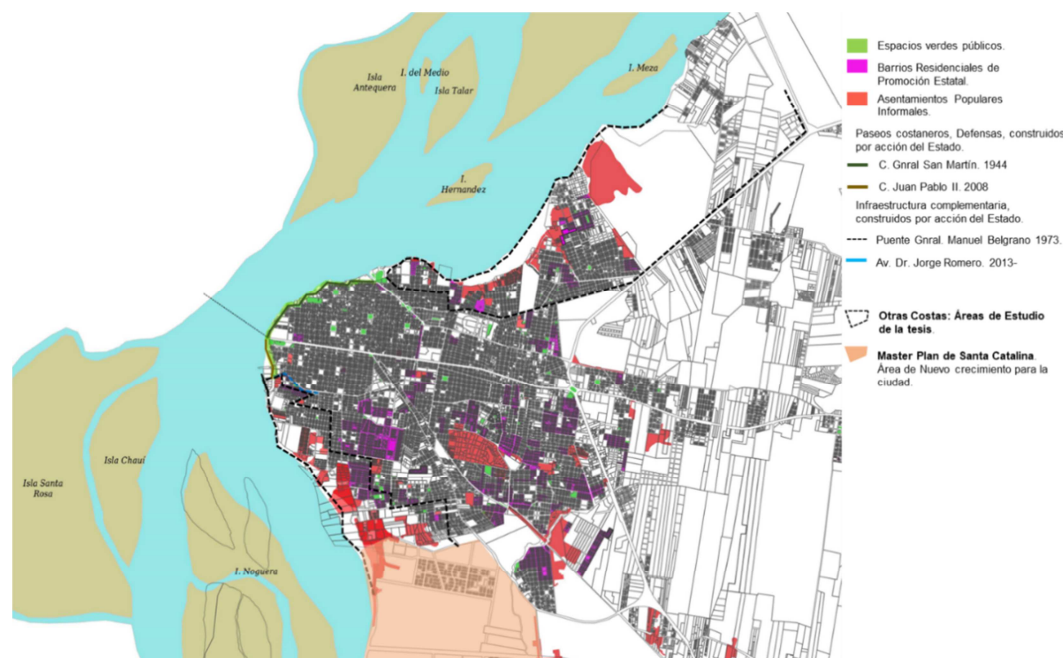 Isla
Antequera
I. del Medio
Isla Talar
I. Meza
I.
Hernandez
Isla Chauí
Isla Santa
Rosa
I. Noguera
Espacios verdes públicos.
Barrios Residenciales de
Promoción Estatal.
Asentamientos Populares
Informales.
Paseos costaneros, Defensas, construidos
por acción del Estado.
C. Gnral San Martín. 1944
C. Juan Pablo II. 2008
Infraestructura complementaria,
construidos por acción del Estado.
Puente Gnral. Manuel Belgrano 1973.
Av. Dr. Jorge Romero. 2013-
Otras Costas: Áreas de Estudio
de la tesis.
Master Plan de Santa Catalina.
Área de Nuevo crecimiento para la
ciudad.